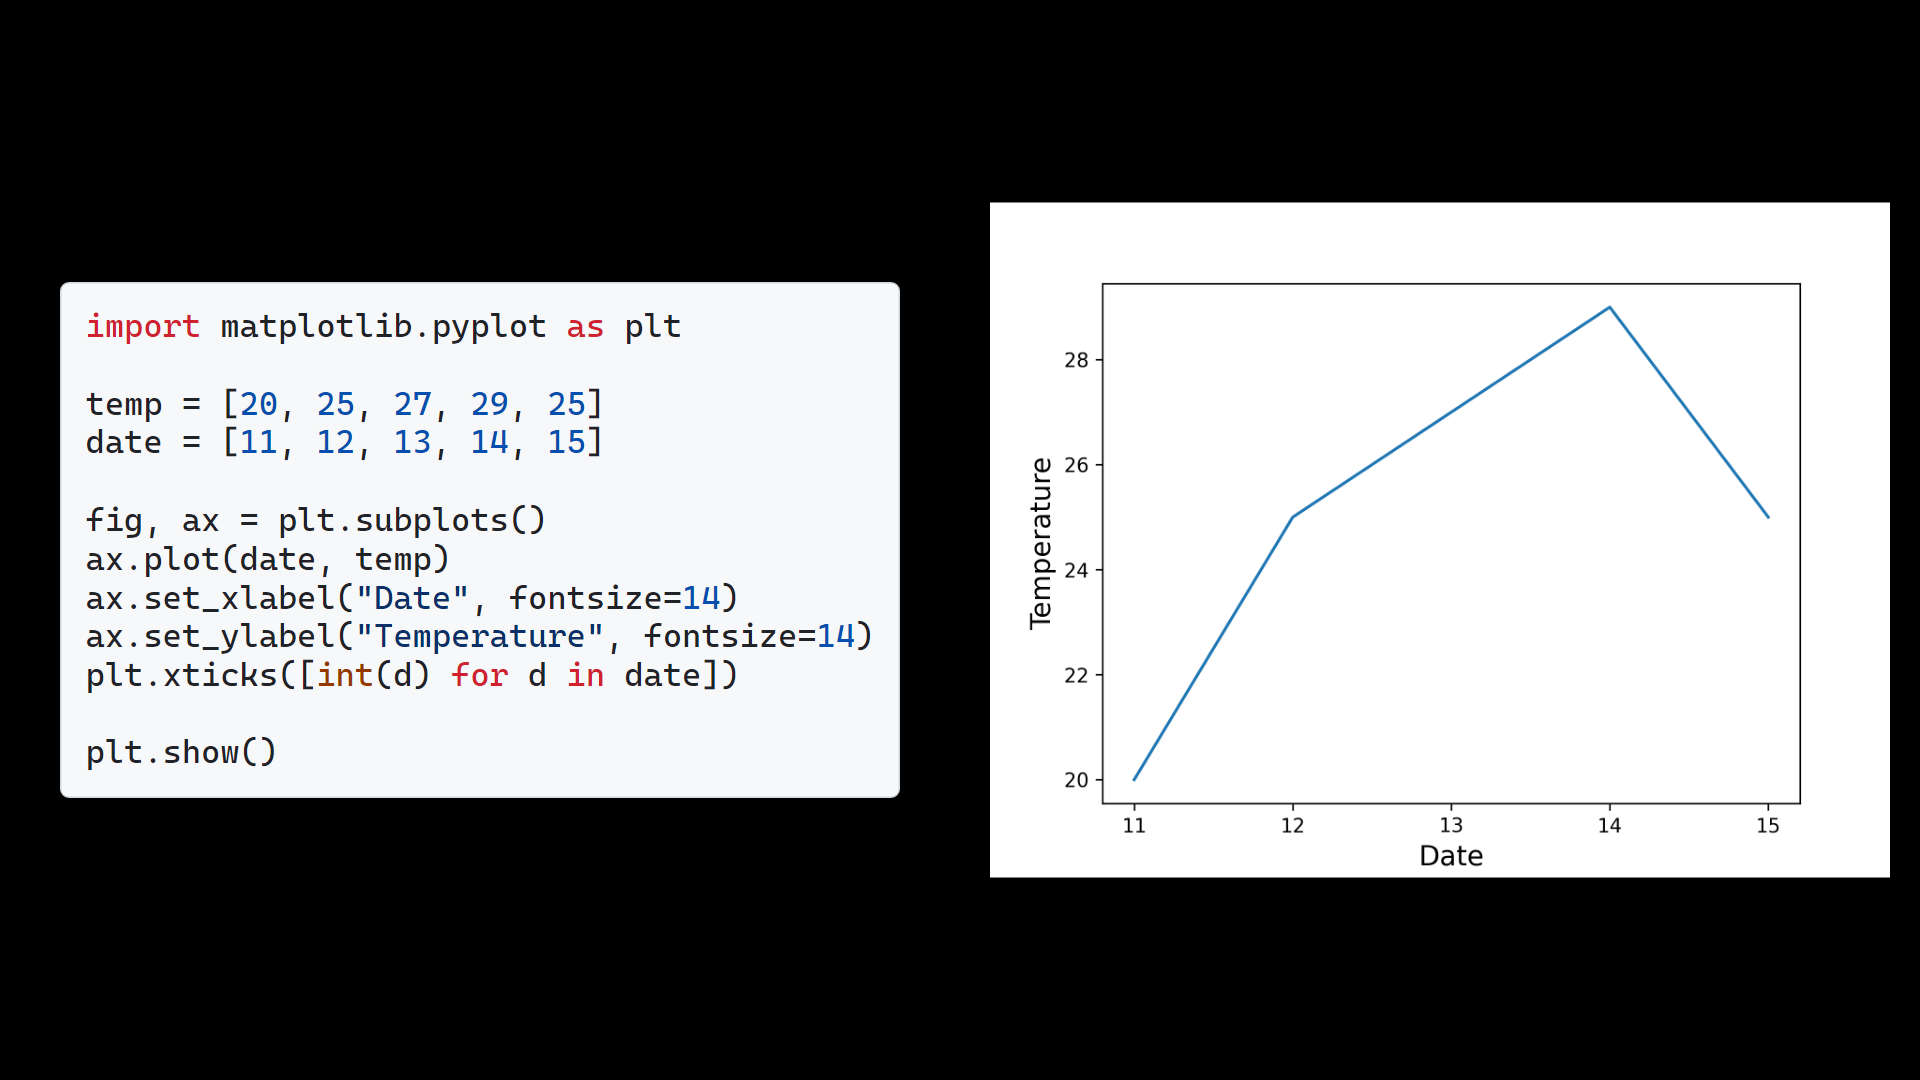 import matplotlib.pyplot as plt
temp = [20, 25, 27, 29, 25]
date = [11, 12, 13, 14, 15]
fig, ax = plt.subplots()
ax.plot(date, temp)
ax.set_xlabel("Date", fontsize=14)
ax.set_ylabel("Temperature", fontsize=14)
plt.xticks([int(d) for d in date])
plt.show()
Temperature
28
26
24
22
20
11 12 13 14 15
Date